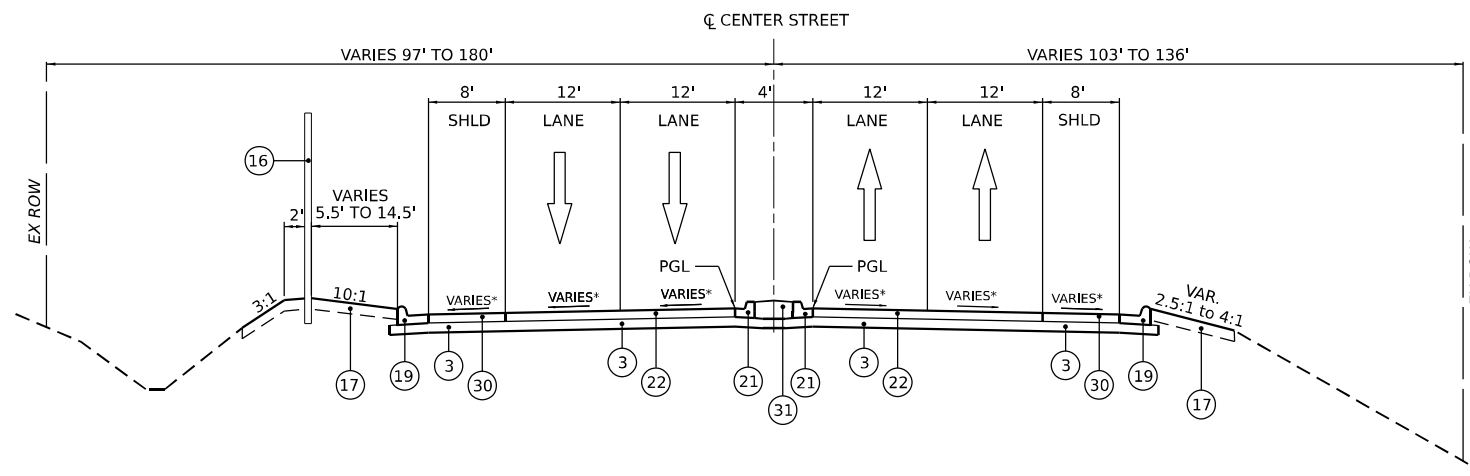 ℄ CENTER STREET
VARIES 97' TO 180'
VARIES 103' TO 136'
8'
12'
12'
4'
12'
12'
8'
SHLD
LANE
LANE
LANE
LANE
SHLD
16
EX ROW
VARIES
5.5' TO 14.5'
2'
PGL
PGL
3:1
10:1
VARIES*
VARIES*
VARIES*
VARIES*
VARIES*
VARIES*
VAR.
2.5:1 to 4:1
17
19
3
30
3
22
21
31
21
3
22
3
30
19
17